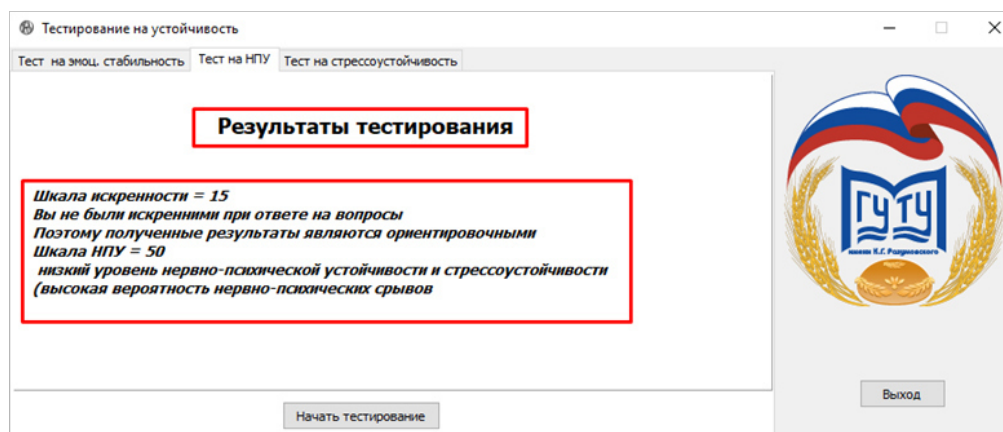 Тестирование на устойчивость
Тест на эмоц. стабильность
Тест на НПУ
Тест на стрессоустойчивость
Результаты тестирования
Шкала искренности = 15
Вы не были искренними при ответе на вопросы
Поэтому полученные результаты являются ориентировочными
Шкала НПУ = 50
низкий уровень нервно-психической устойчивости и стрессоустойчивости
(высокая вероятность нервно-психических срывов
ГУТУ
имени К.Г. Разумовского
Выход
Начать тестирование